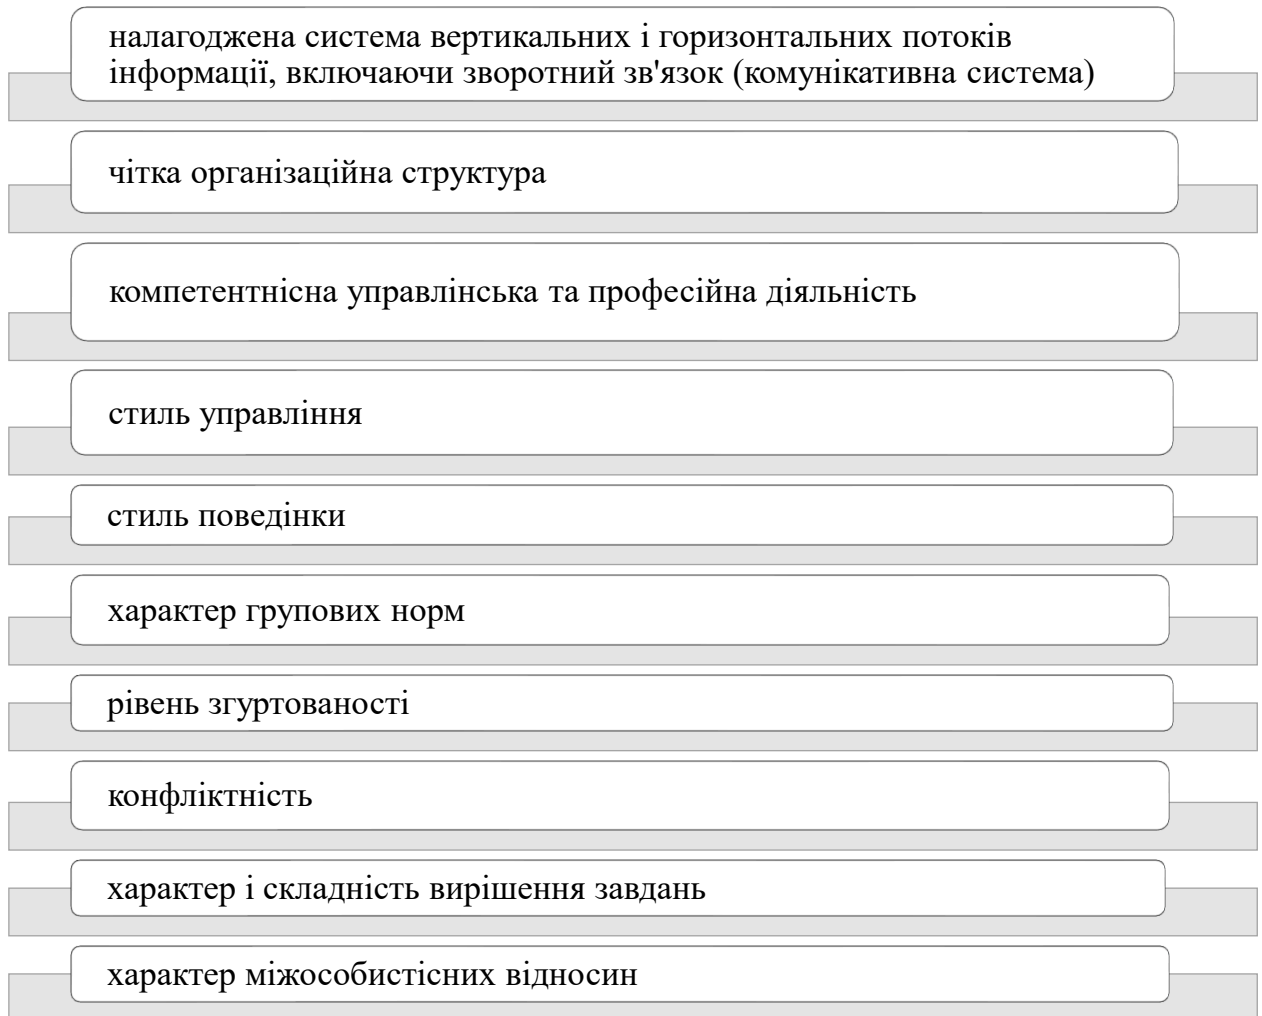 налагоджена система вертикальних і горизонтальних потоків
інформації, включаючи зворотний зв'язок (комунікативна система)
чітка організаційна структура
компетентнісна управлінська та професійна діяльність
стиль управління
стиль поведінки
характер групових норм
рівень згуртованості
конфліктність
характер і складність вирішення завдань
характер міжособистісних відносин